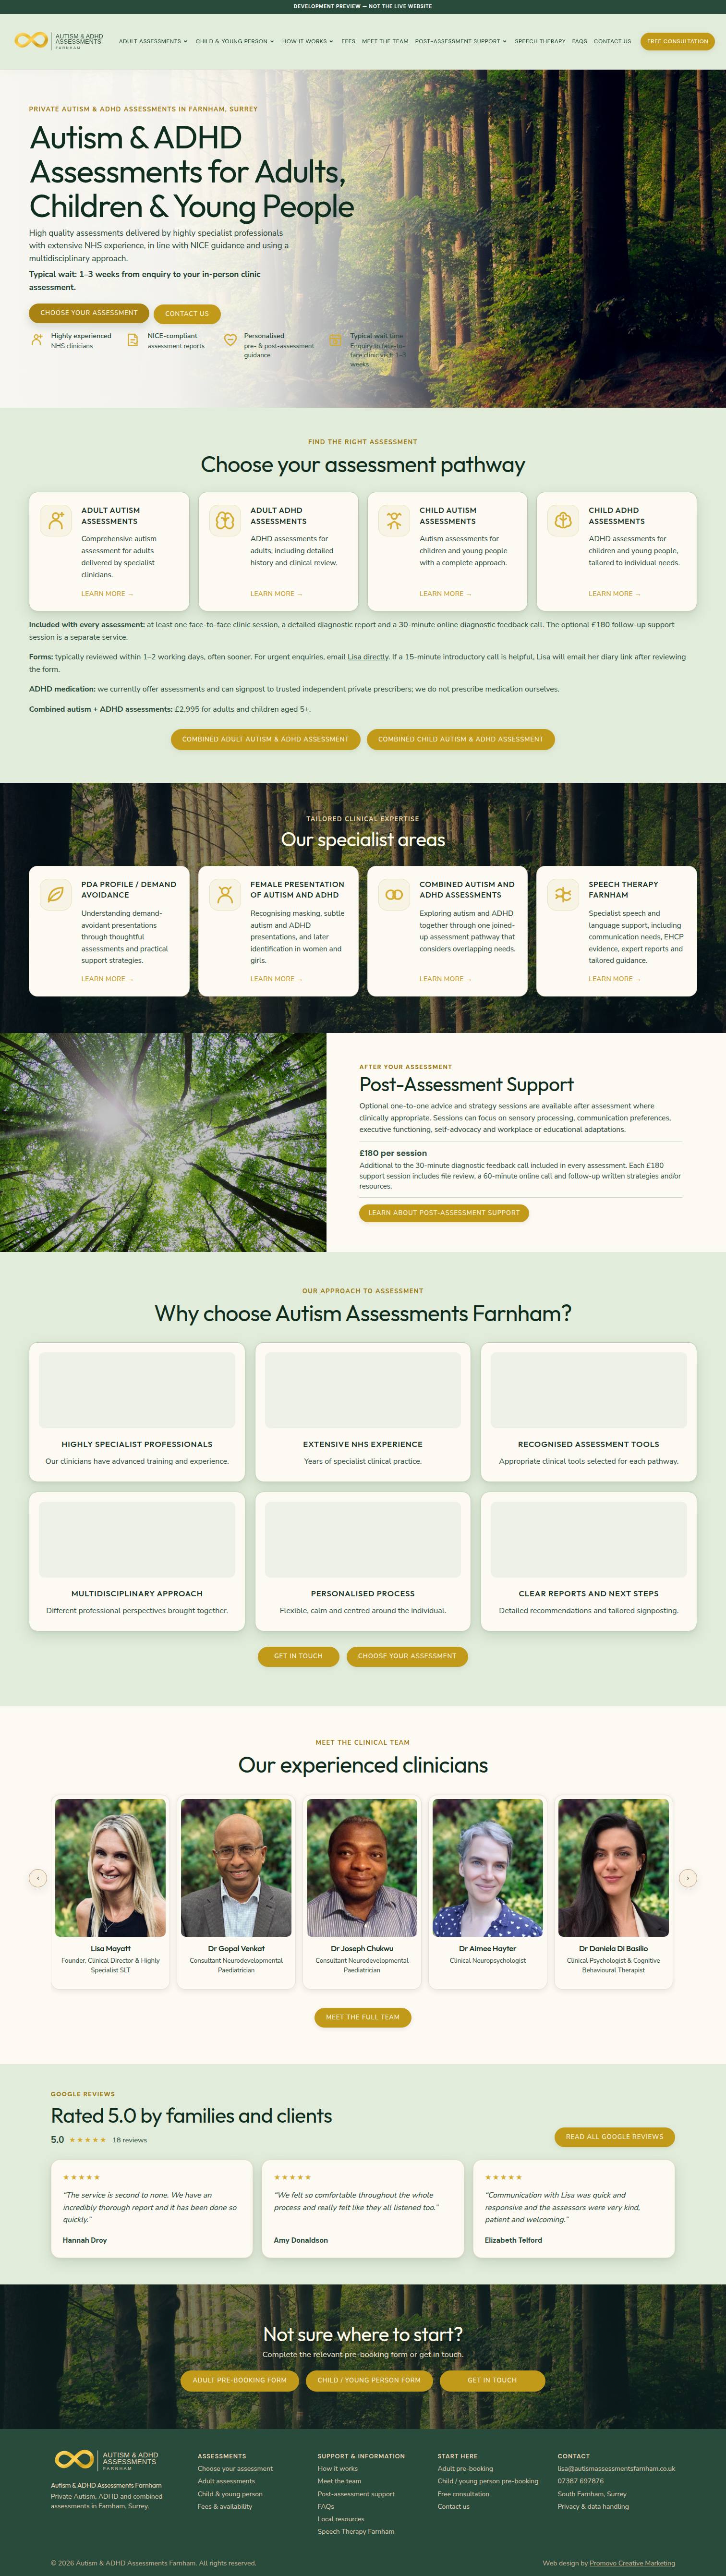 DEVELOPMENT PREVIEW — NOT THE LIVE WEBSITE
AUTISM & ADHD
ASSESSMENTS
FARNHAM
ADULT ASSESSMENTS
CHILD & YOUNG PERSON
HOW IT WORKS
FEES
MEET THE TEAM
POST-ASSESSMENT SUPPORT
SPEECH THERAPY
FAQS
CONTACT US
FREE CONSULTATION
PRIVATE AUTISM & ADHD ASSESSMENTS IN FARNHAM, SURREY
Autism & ADHD
Assessments for Adults,
Children & Young People
High quality assessments delivered by highly specialist professionals
with extensive NHS experience, in line with NICE guidance and using a
multidisciplinary approach.
Typical wait: 1–3 weeks from enquiry to your in-person clinic
assessment.
CHOOSE YOUR ASSESSMENT
CONTACT US
Highly experienced
NHS clinicians
NICE-compliant
assessment reports
Personalised
pre- & post-assessment
guidance
Typical wait time
Enquiry to face-to-
face clinic visit: 1–3
weeks
FIND THE RIGHT ASSESSMENT
Choose your assessment pathway
ADULT AUTISM
ASSESSMENTS
Comprehensive autism
assessment for adults
delivered by specialist
clinicians.
LEARN MORE →
ADULT ADHD
ASSESSMENTS
ADHD assessments for
adults, including detailed
history and clinical review.
LEARN MORE →
CHILD AUTISM
ASSESSMENTS
Autism assessments for
children and young people
with a complete approach.
LEARN MORE →
CHILD ADHD
ASSESSMENTS
ADHD assessments for
children and young people,
tailored to individual needs.
LEARN MORE →
Included with every assessment: at least one face-to-face clinic session, a detailed diagnostic report and a 30-minute online diagnostic feedback call. The optional £180 follow-up support
session is a separate service.
Forms: typically reviewed within 1–2 working days, often sooner. For urgent enquiries, email Lisa directly. If a 15-minute introductory call is helpful, Lisa will email her diary link after reviewing
the form.
ADHD medication: we currently offer assessments and can signpost to trusted independent private prescribers; we do not prescribe medication ourselves.
Combined autism + ADHD assessments: £2,995 for adults and children aged 5+.
COMBINED ADULT AUTISM & ADHD ASSESSMENT
COMBINED CHILD AUTISM & ADHD ASSESSMENT
TAILORED CLINICAL EXPERTISE
Our specialist areas
PDA PROFILE / DEMAND
AVOIDANCE
Understanding demand-
avoidant presentations
through thoughtful
assessments and practical
support strategies.
LEARN MORE →
FEMALE PRESENTATION
OF AUTISM AND ADHD
Recognising masking, subtle
autism and ADHD
presentations, and later
identification in women and
girls.
LEARN MORE →
COMBINED AUTISM AND
ADHD ASSESSMENTS
Exploring autism and ADHD
together through one joined-
up assessment pathway that
considers overlapping needs.
LEARN MORE →
SPEECH THERAPY
FARNHAM
Specialist speech and
language support, including
communication needs, EHCP
evidence, expert reports and
tailored guidance.
LEARN MORE →
AFTER YOUR ASSESSMENT
Post-Assessment Support
Optional one-to-one advice and strategy sessions are available after assessment where
clinically appropriate. Sessions can focus on sensory processing, communication preferences,
executive functioning, self-advocacy and workplace or educational adaptations.
£180 per session
Additional to the 30-minute diagnostic feedback call included in every assessment. Each £180
support session includes file review, a 60-minute online call and follow-up written strategies and/or
resources.
LEARN ABOUT POST-ASSESSMENT SUPPORT
OUR APPROACH TO ASSESSMENT
Why choose Autism Assessments Farnham?
HIGHLY SPECIALIST PROFESSIONALS
Our clinicians have advanced training and experience.
EXTENSIVE NHS EXPERIENCE
Years of specialist clinical practice.
RECOGNISED ASSESSMENT TOOLS
Appropriate clinical tools selected for each pathway.
MULTIDISCIPLINARY APPROACH
Different professional perspectives brought together.
PERSONALISED PROCESS
Flexible, calm and centred around the individual.
CLEAR REPORTS AND NEXT STEPS
Detailed recommendations and tailored signposting.
GET IN TOUCH
CHOOSE YOUR ASSESSMENT
MEET THE CLINICAL TEAM
Our experienced clinicians
Lisa Mayatt
Founder, Clinical Director & Highly
Specialist SLT
Dr Gopal Venkat
Consultant Neurodevelopmental
Paediatrician
Dr Joseph Chukwu
Consultant Neurodevelopmental
Paediatrician
Dr Aimee Hayter
Clinical Neuropsychologist
Dr Daniela Di Basilio
Clinical Psychologist & Cognitive
Behavioural Therapist
MEET THE FULL TEAM
GOOGLE REVIEWS
Rated 5.0 by families and clients
5.0 ★★★★★ 18 reviews
READ ALL GOOGLE REVIEWS
★★★★★
“The service is second to none. We have an
incredibly thorough report and it has been done so
quickly.”
Hannah Droy
★★★★★
“We felt so comfortable throughout the whole
process and really felt like they all listened too.”
Amy Donaldson
★★★★★
“Communication with Lisa was quick and
responsive and the assessors were very kind,
patient and welcoming.”
Elizabeth Telford
Not sure where to start?
Complete the relevant pre-booking form or get in touch.
ADULT PRE-BOOKING FORM
CHILD / YOUNG PERSON FORM
GET IN TOUCH
AUTISM & ADHD
ASSESSMENTS
FARNHAM
Autism & ADHD Assessments Farnham
Private Autism, ADHD and combined
assessments in Farnham, Surrey.
ASSESSMENTS
Choose your assessment
Adult assessments
Child & young person
Fees & availability
SUPPORT & INFORMATION
How it works
Meet the team
Post-assessment support
FAQs
Local resources
Speech Therapy Farnham
START HERE
Adult pre-booking
Child / young person pre-booking
Free consultation
Contact us
CONTACT
lisa@autismassessmentsfarnham.co.uk
07387 697876
South Farnham, Surrey
Privacy & data handling
© 2026 Autism & ADHD Assessments Farnham. All rights reserved.
Web design by Promovo Creative Marketing